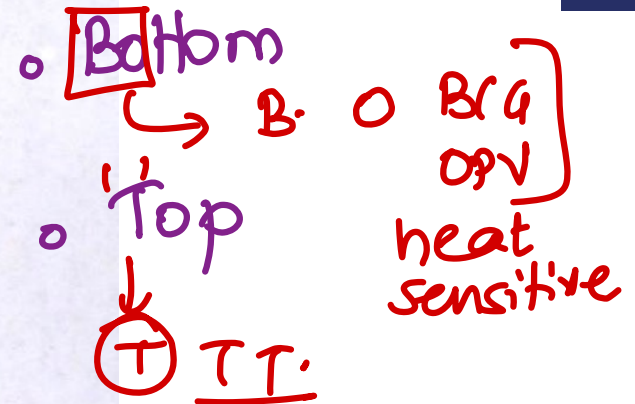 Bottom
B. O BCG
OPV
"Top
heat
sensitive
T TT.